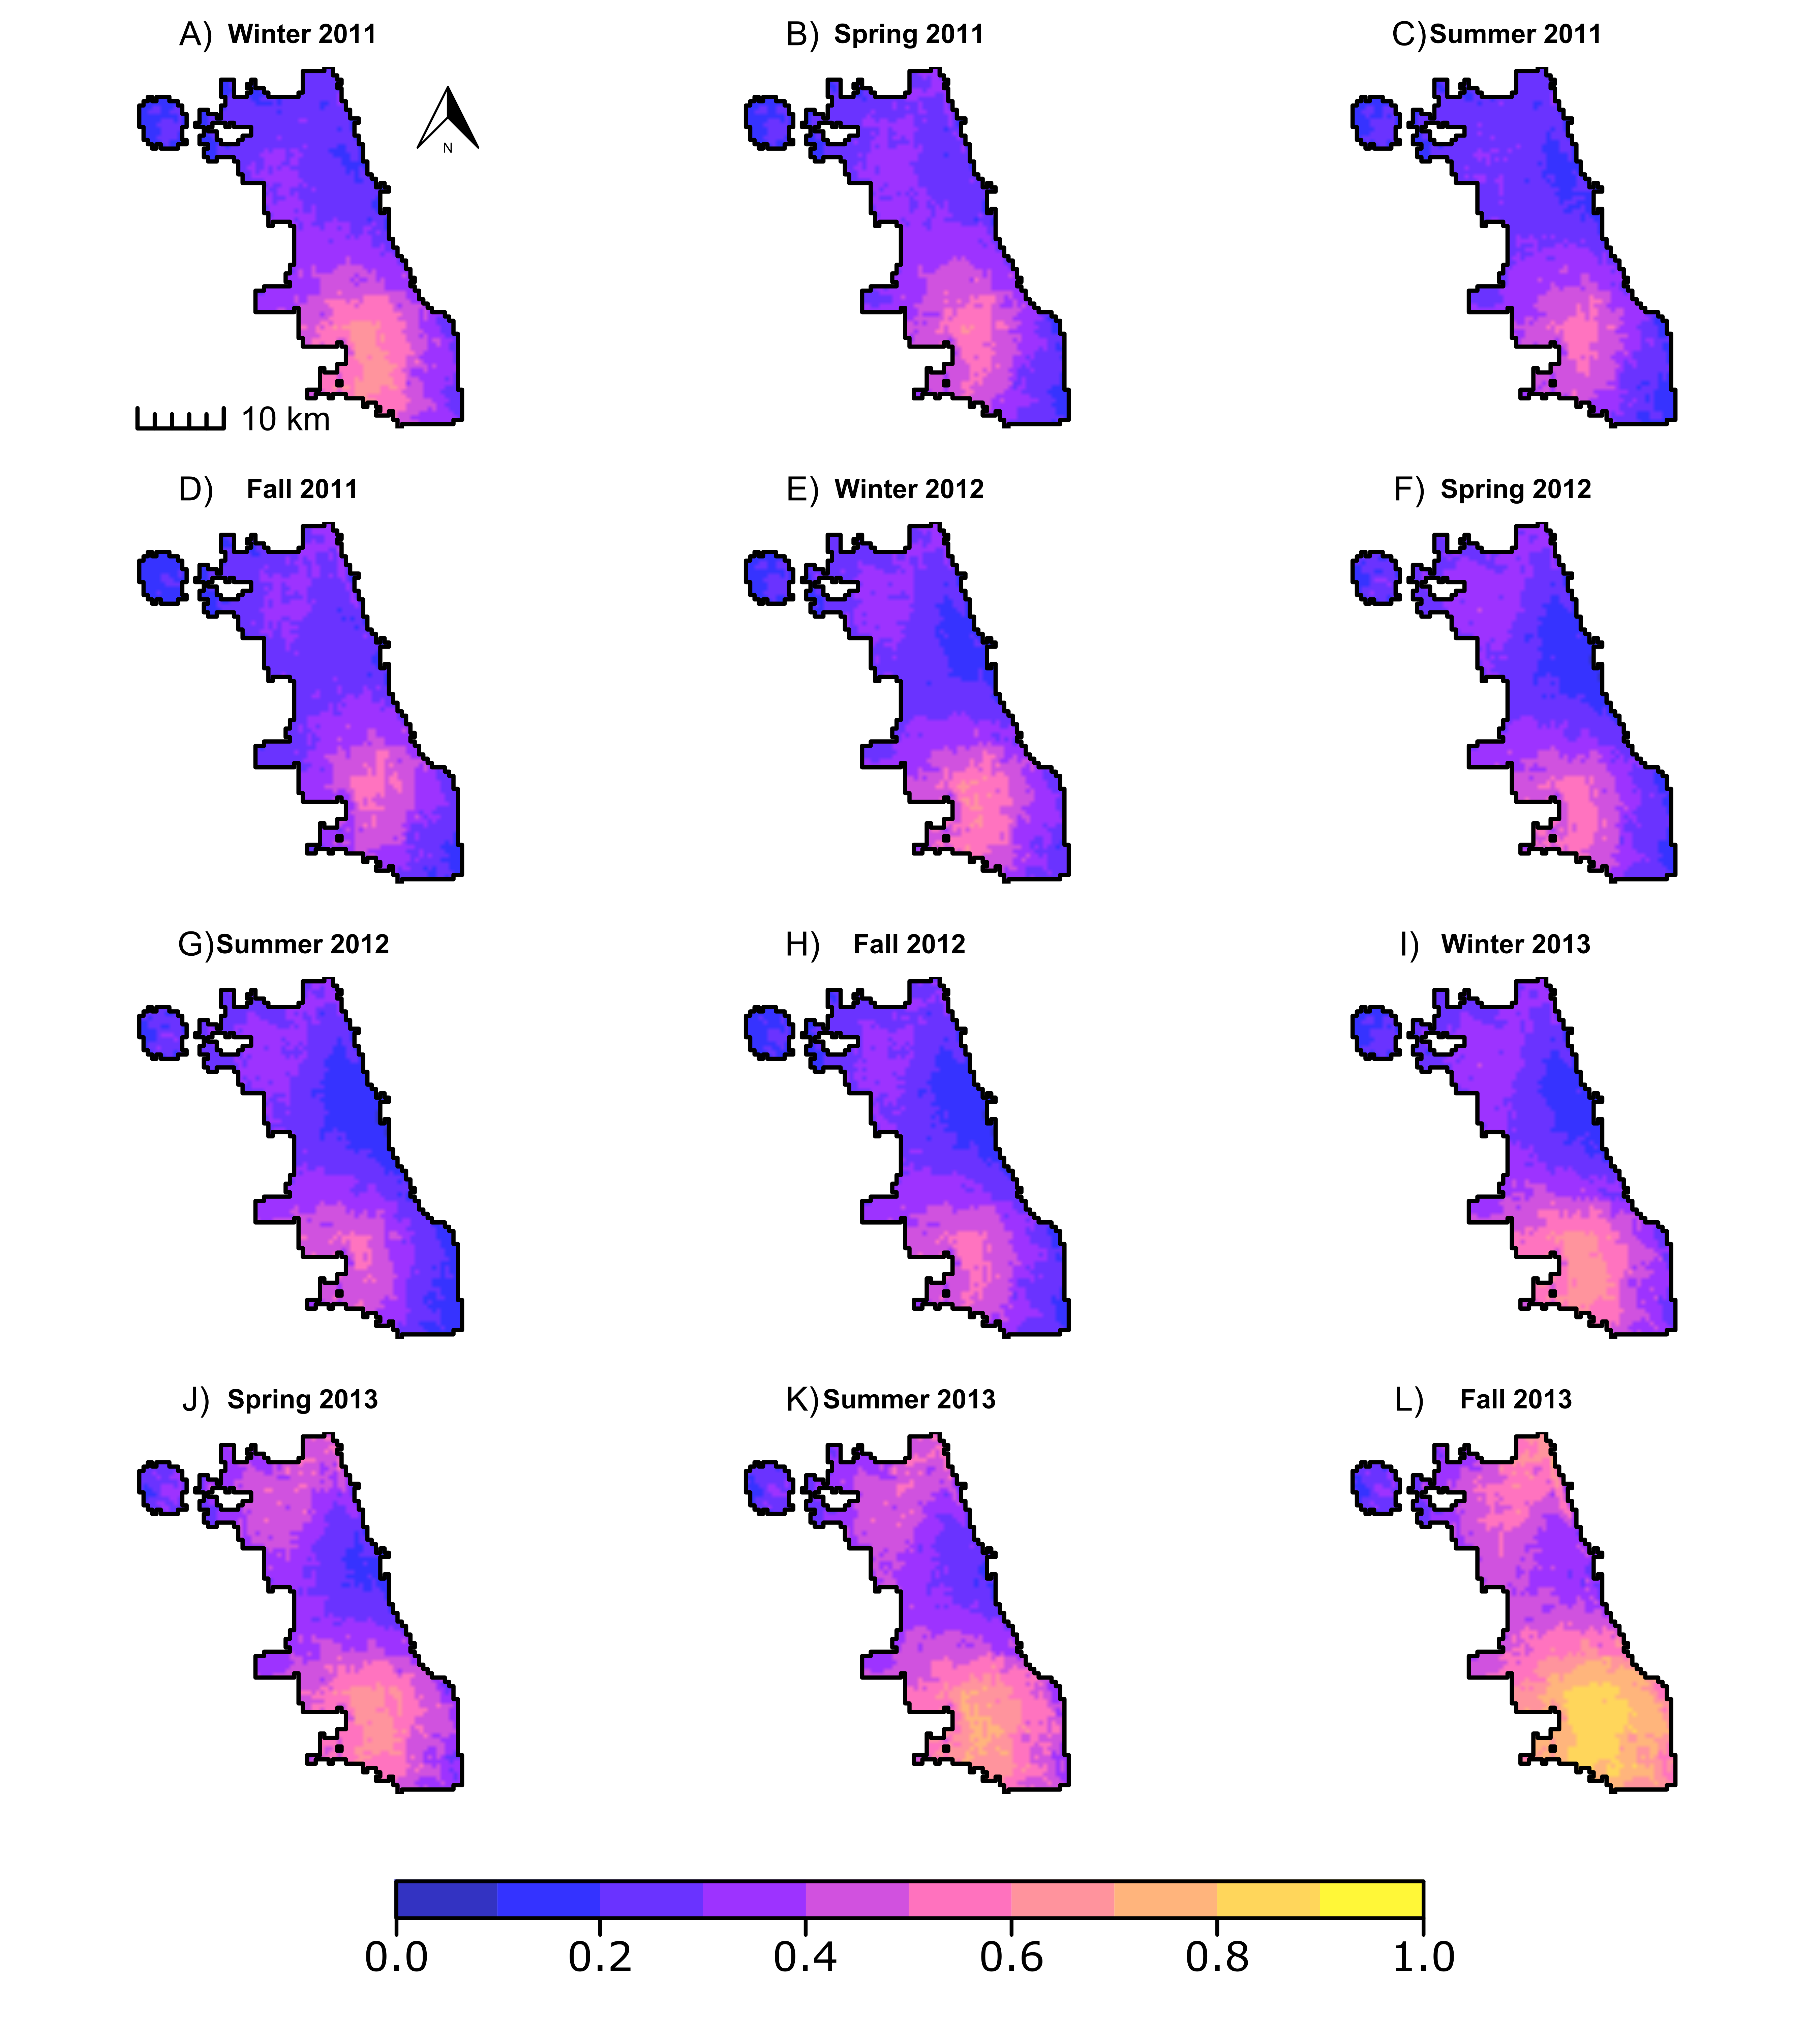 A) Winter 2011
B) Spring 2011
C) Summer 2011
N
10 km
D) Fall 2011
E) Winter 2012
F) Spring 2012
G) Summer 2012
H) Fall 2012
I) Winter 2013
J) Spring 2013
K) Summer 2013
L) Fall 2013
0.0 0.2 0.4 0.6 0.8 1.0